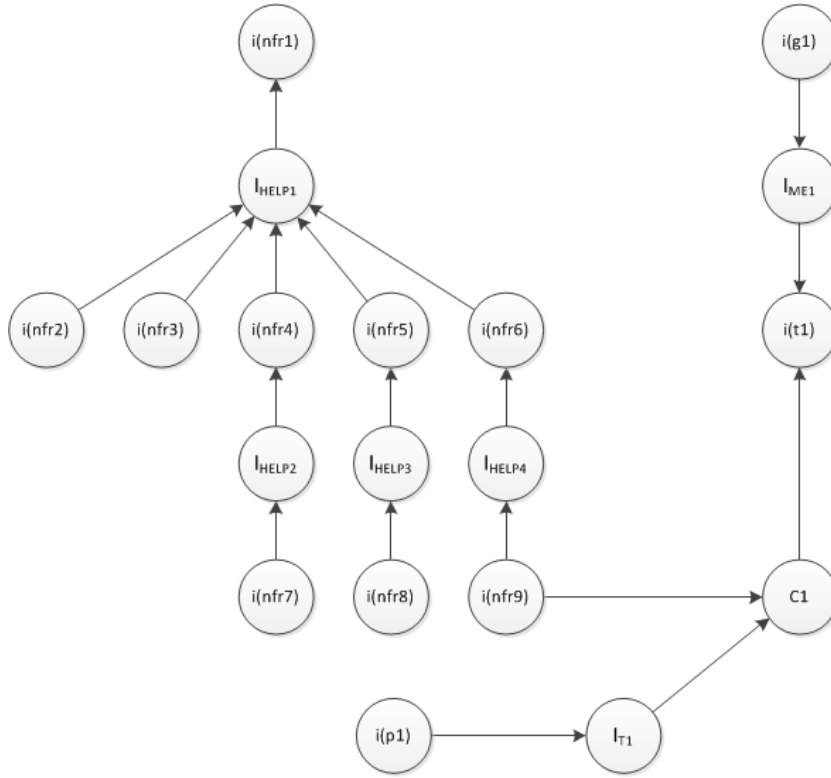 i(nfr1) i(g1)
I_HELP1 I_ME1
i(nfr2) i(nfr3) i(nfr4) i(nfr5) i(nfr6) i(t1)
I_HELP2 I_HELP3 I_HELP4
i(nfr7) i(nfr8) i(nfr9) C1
i(p1) I_T1